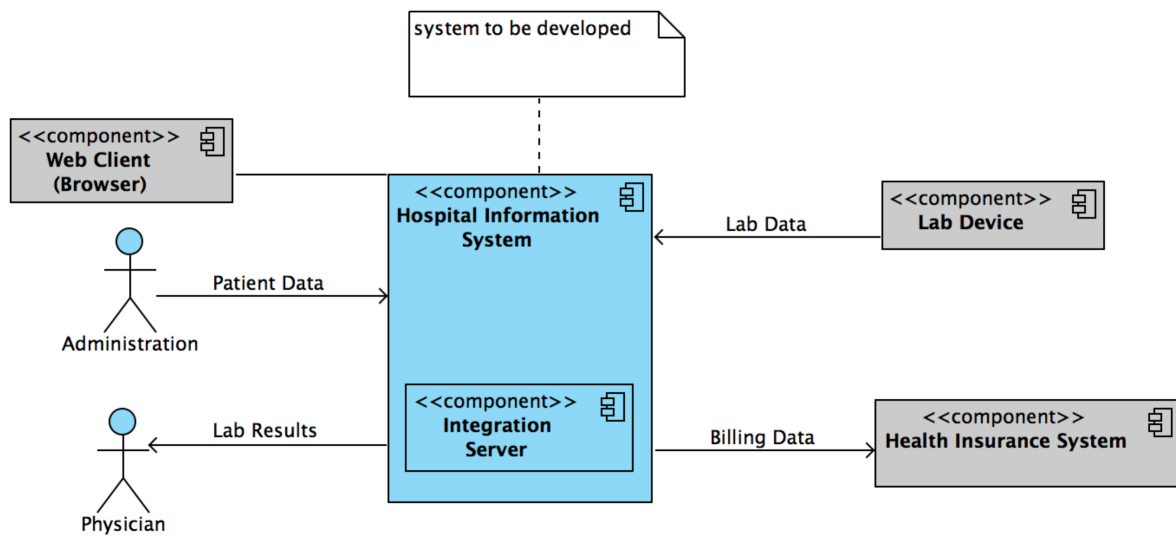 system to be developed
<<component>>
Web Client
(Browser)
<<component>>
Hospital Information
System
<<component>>
Lab Device
Lab Data
Patient Data
Administration
<<component>>
Integration
Server
Lab Results
Physician
Billing Data
<<component>>
Health Insurance System